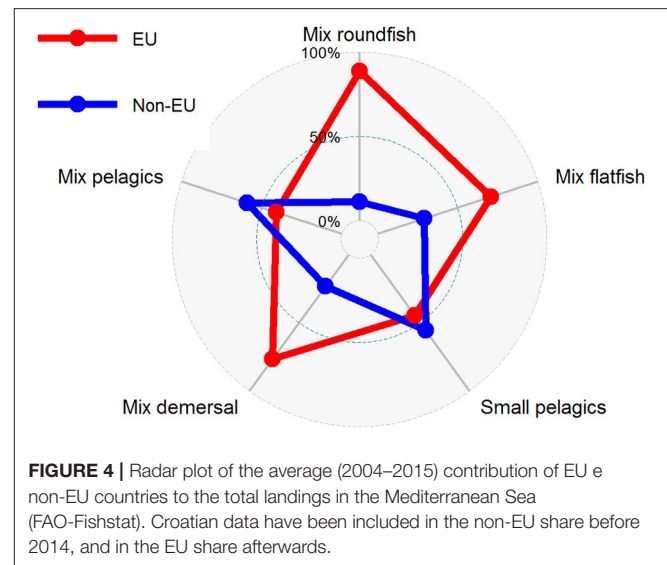 EU
Non-EU
Mix roundfish
100%
50%
0%
Mix pelagics
Mix flatfish
Mix demersal
Small pelagics
FIGURE 4 | Radar plot of the average (2004–2015) contribution of EU e
non-EU countries to the total landings in the Mediterranean Sea
(FAO-Fishstat). Croatian data have been included in the non-EU share before
2014, and in the EU share afterwards.